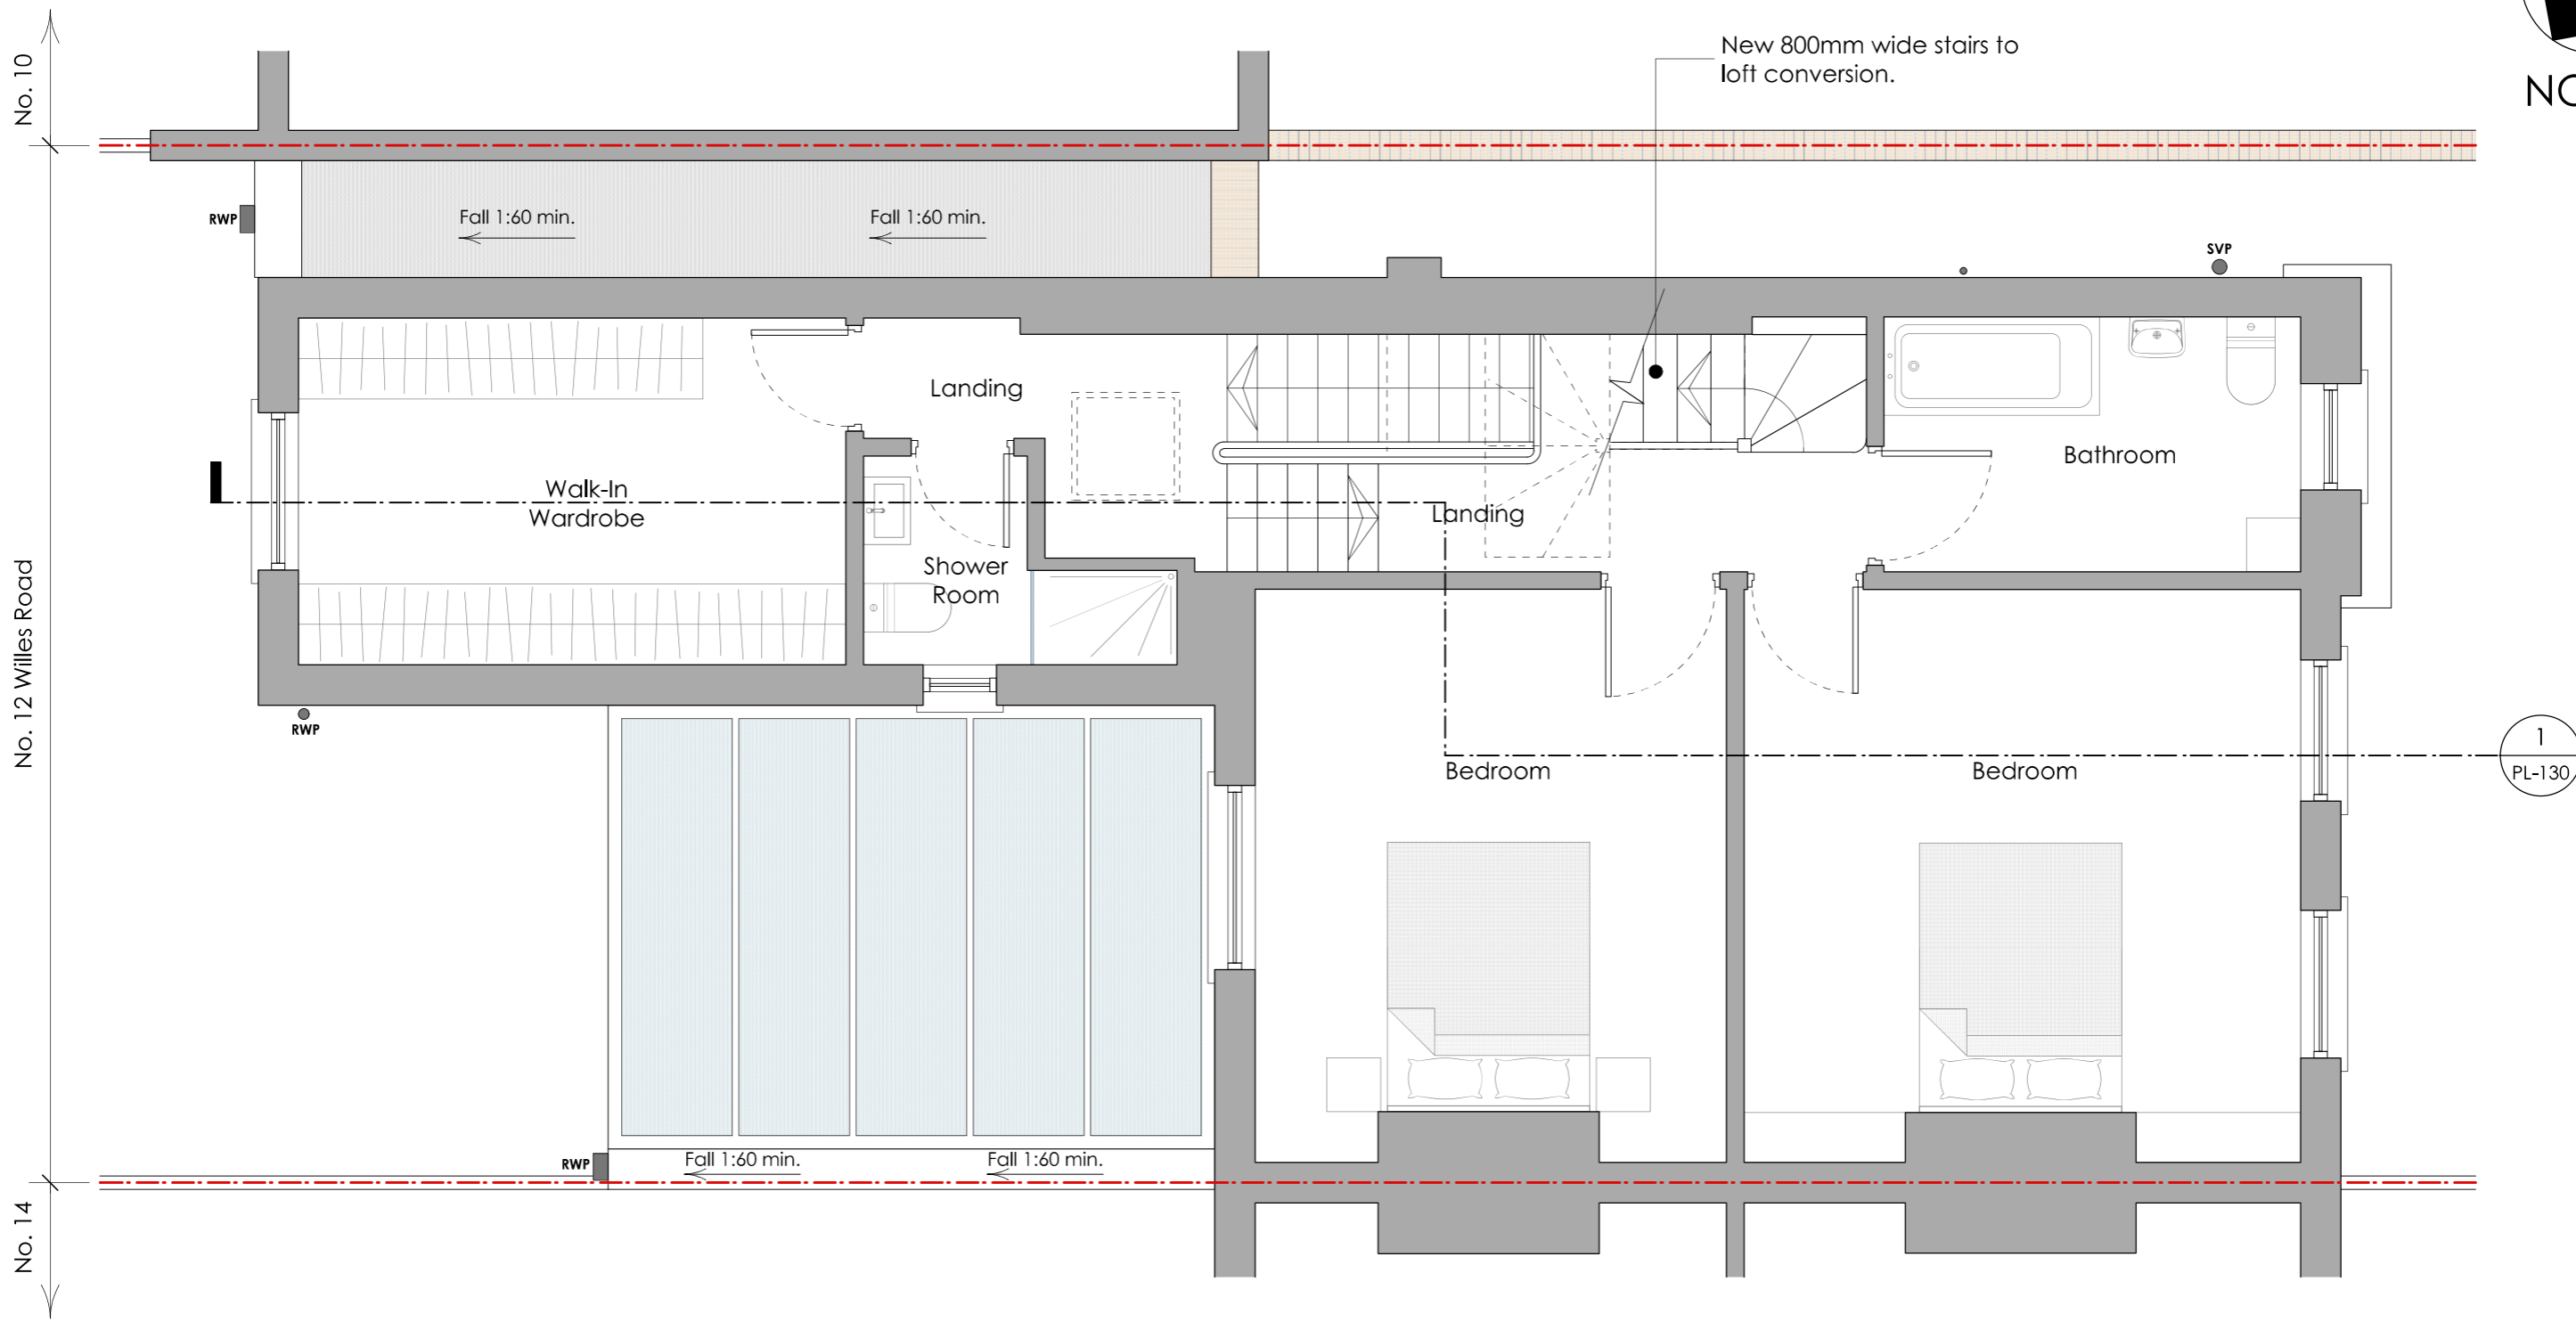 New 800mm wide stairs to
loft conversion.
No. 10
RWP
Fall 1:60 min.
Fall 1:60 min.
SVP
Landing
Bathroom
Walk-In
Wardrobe
Landing
Shower
Room
No. 12 Willes Road
RWP
1
PL-130
Bedroom
Bedroom
RWP
Fall 1:60 min.
Fall 1:60 min.
No. 14